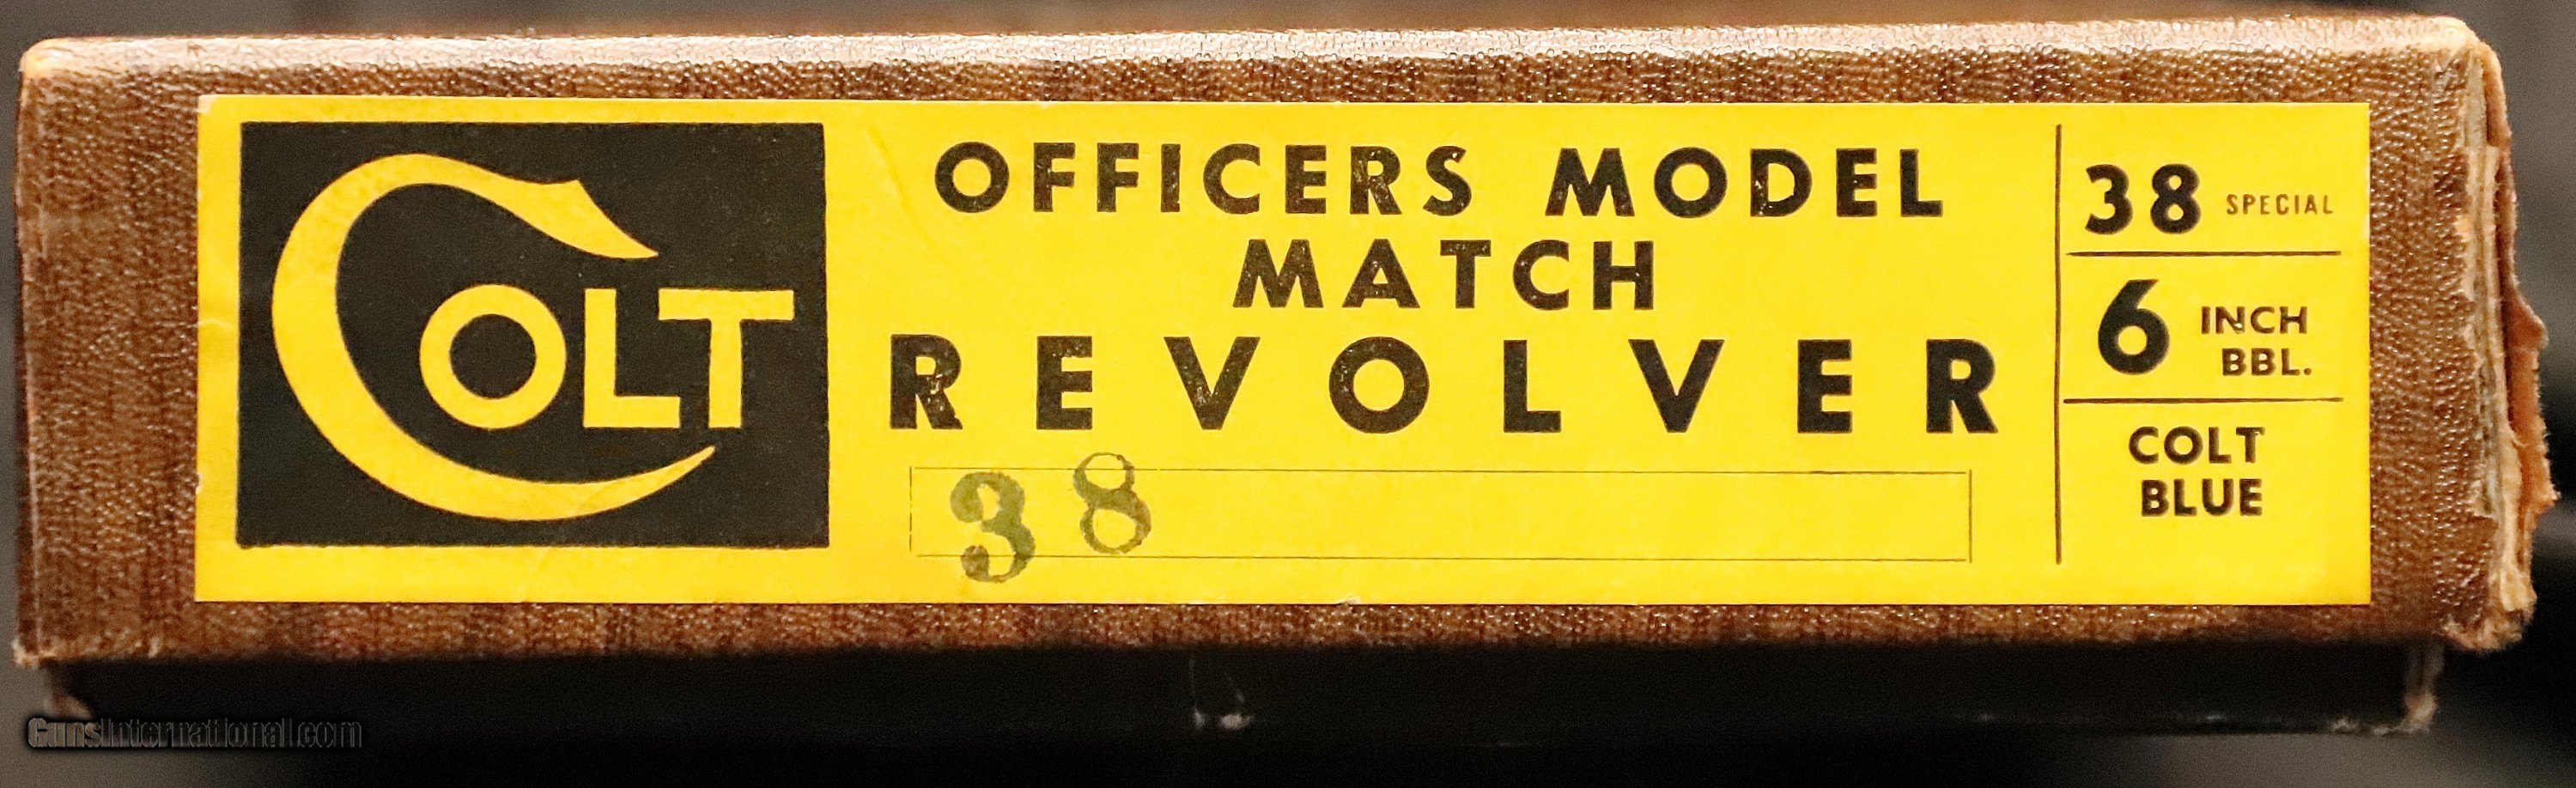 COLT
OFFICERS MODEL
MATCH
REVOLVER
38
38 SPECIAL
6 INCH
BBL.
COLT
BLUE
GunsInternational.com